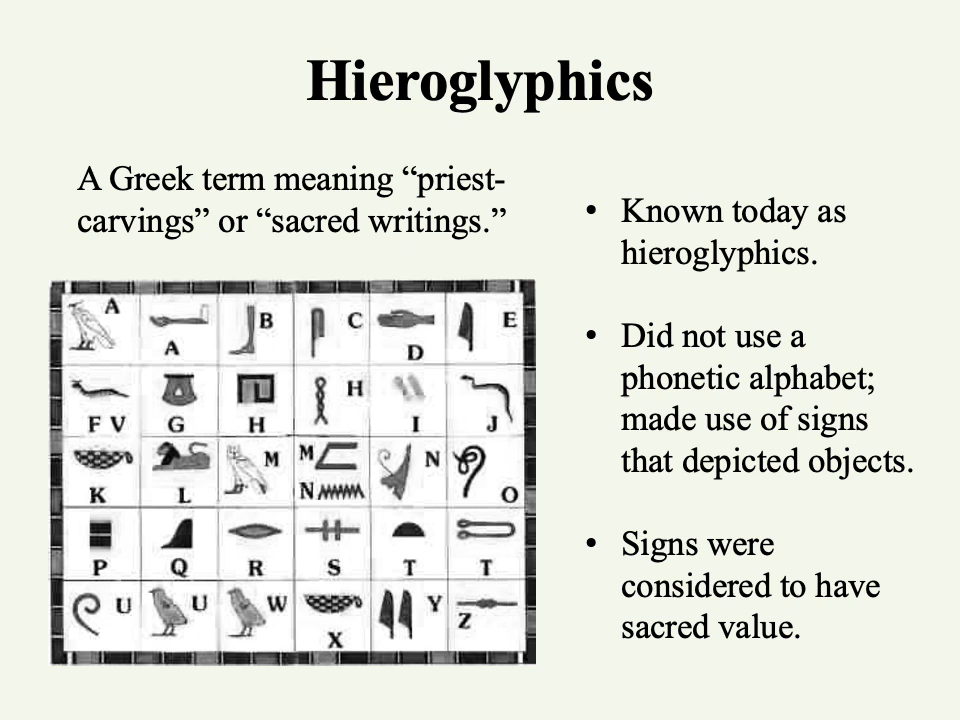 Hieroglyphics
A Greek term meaning “priest-
carvings” or “sacred writings.”
A
A
B
C
D
E
F V
G
H
H
I
J
K
L
M
M
N
N
O
P
Q
R
S
T
T
U
U
W
X
Y
Z
• Known today as
hieroglyphics.
• Did not use a
phonetic alphabet;
made use of signs
that depicted objects.
• Signs were
considered to have
sacred value.